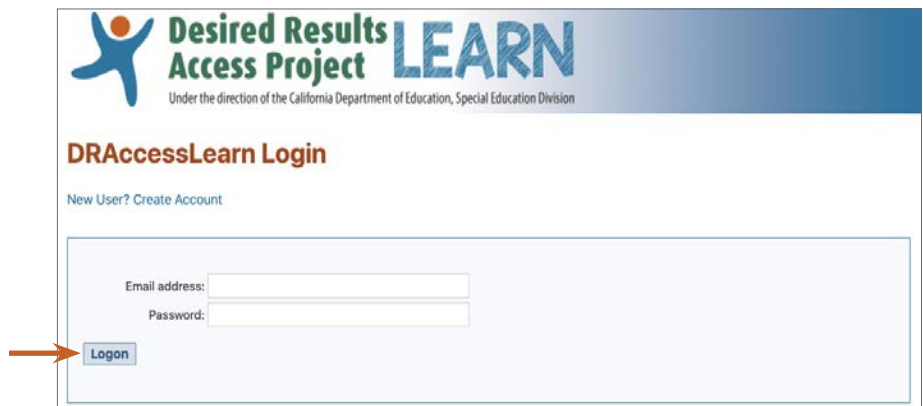 Desired Results
Access Project
LEARN
Under the direction of the California Department of Education, Special Education Division
DRAccessLearn Login
New User? Create Account
Email address:
Password:
Logon